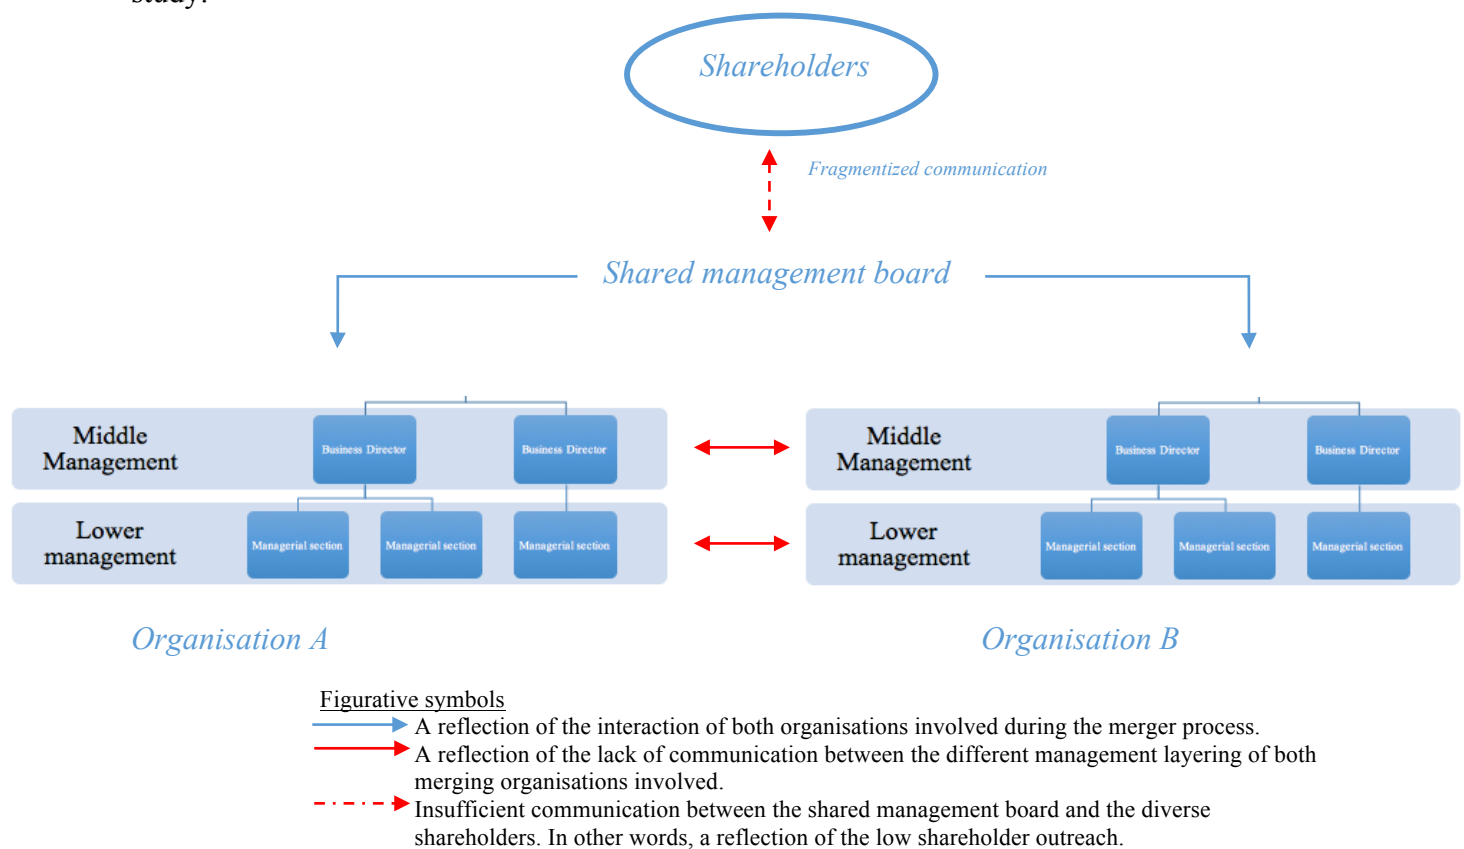 study.
Shareholders
Fragmentized communication
Shared management board
Middle
Management
Business Director
Business Director
Lower
management
Managerial section
Managerial section
Managerial section
Middle
Management
Business Director
Business Director
Lower
management
Managerial section
Managerial section
Managerial section
Organisation A
Organisation B
Figurative symbols
A reflection of the interaction of both organisations involved during the merger process.
A reflection of the lack of communication between the different management layering of both
merging organisations involved.
Insufficient communication between the shared management board and the diverse
shareholders. In other words, a reflection of the low shareholder outreach.